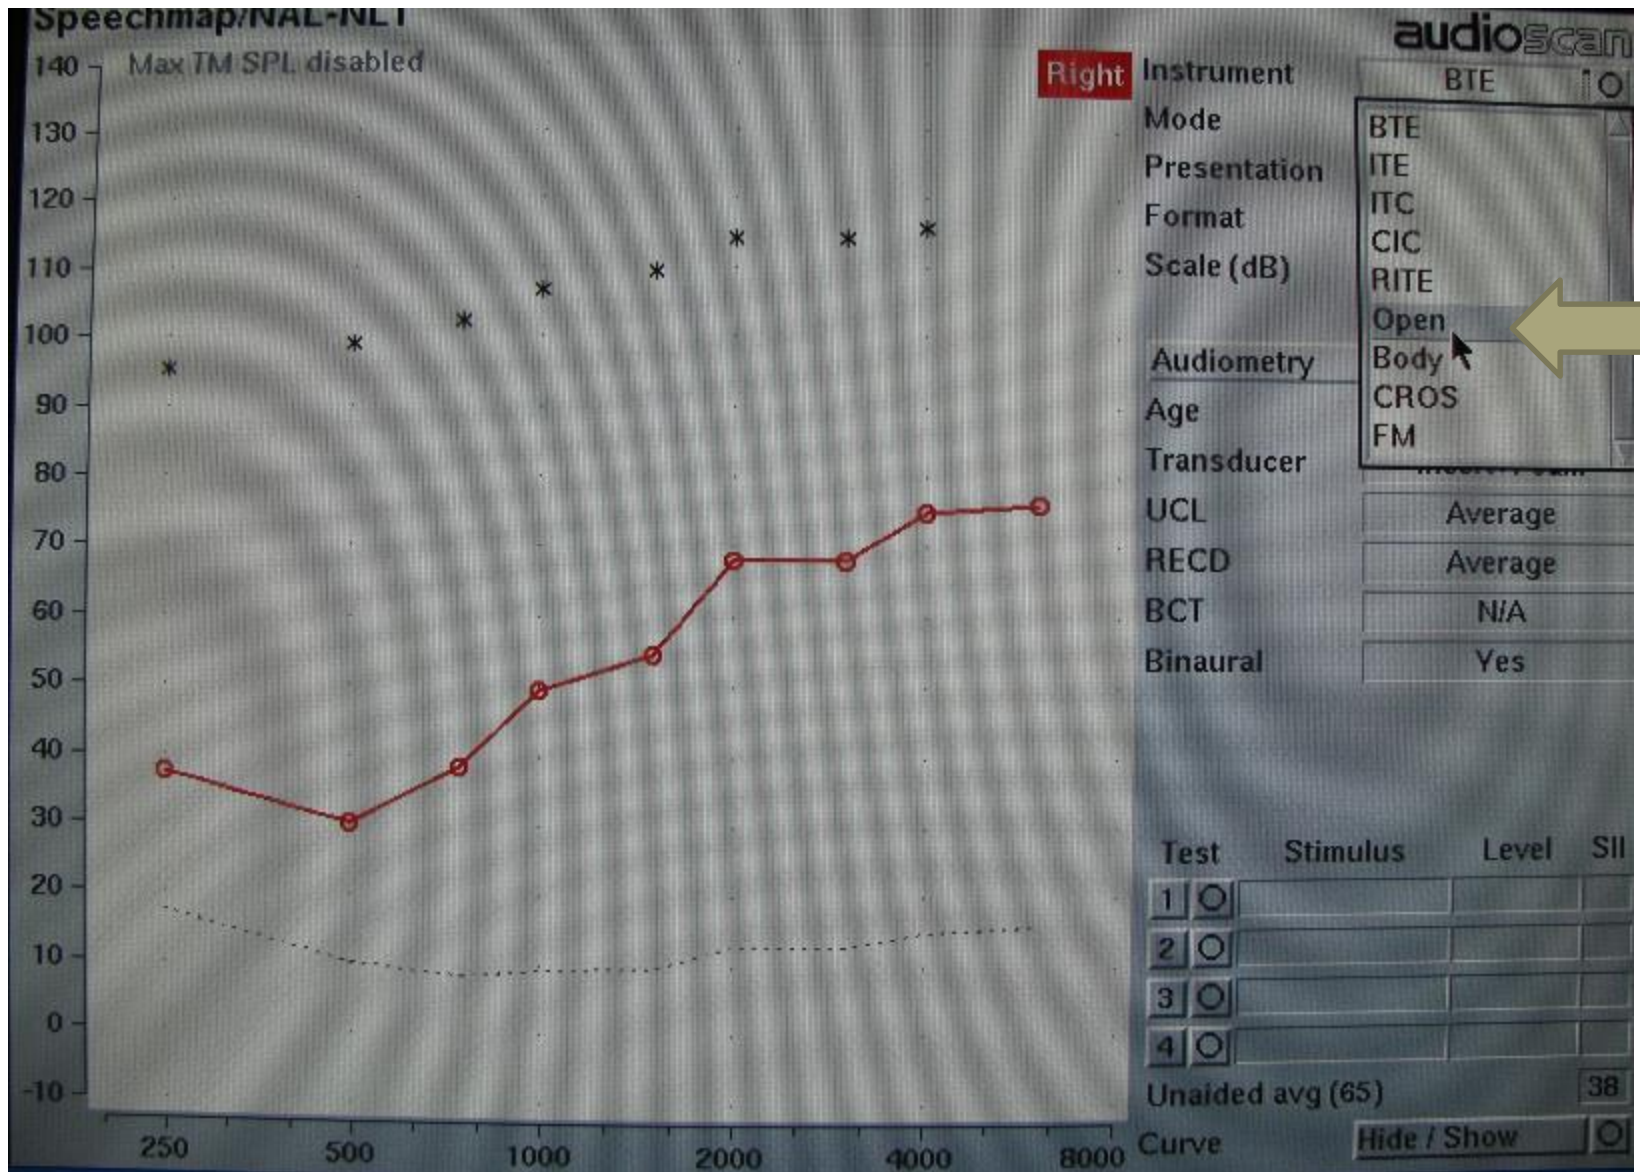 Speechmap/NAL-NL1
audioscan
140 Max TM SPL disabled
130
120
110
100
90
80
70
60
50
40
30
20
10
0
-10
250 500 1000 2000 4000 8000
Right
Instrument BTE
Mode
Presentation
Format
Scale (dB)
BTE
ITE
ITC
CIC
RITE
Open
Body
CROS
FM
Audiometry
Age
Transducer
UCL Average
RECD Average
BCT N/A
Binaural Yes
Test Stimulus Level SII
1
2
3
4
Unaided avg (65) 38
Curve Hide / Show